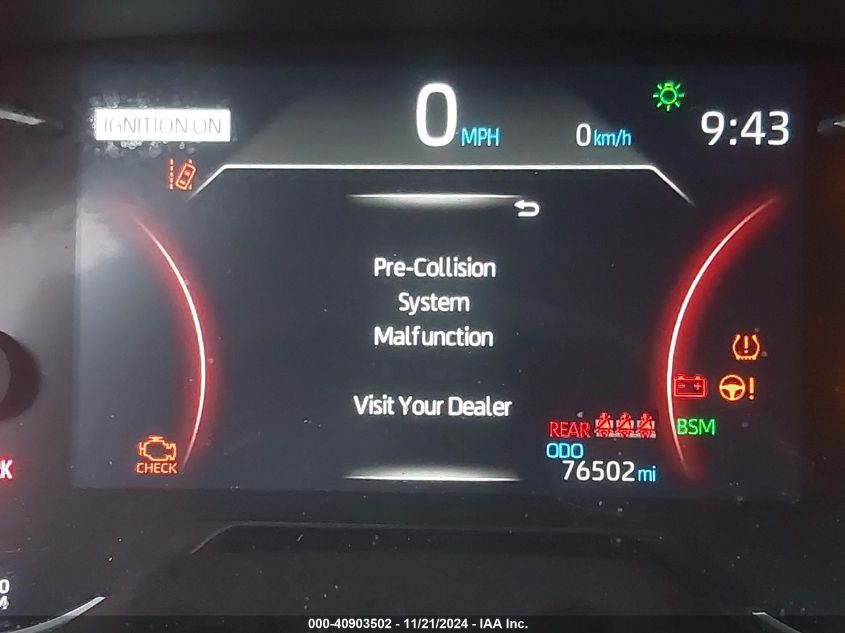 IGNITION ON
0 MPH
0 km/h
9:43
Pre-Collision
System
Malfunction
Visit Your Dealer
CHECK
REAR
BSM
ODO
76502 mi
000-40903502 - 11/21/2024 - IAA Inc.